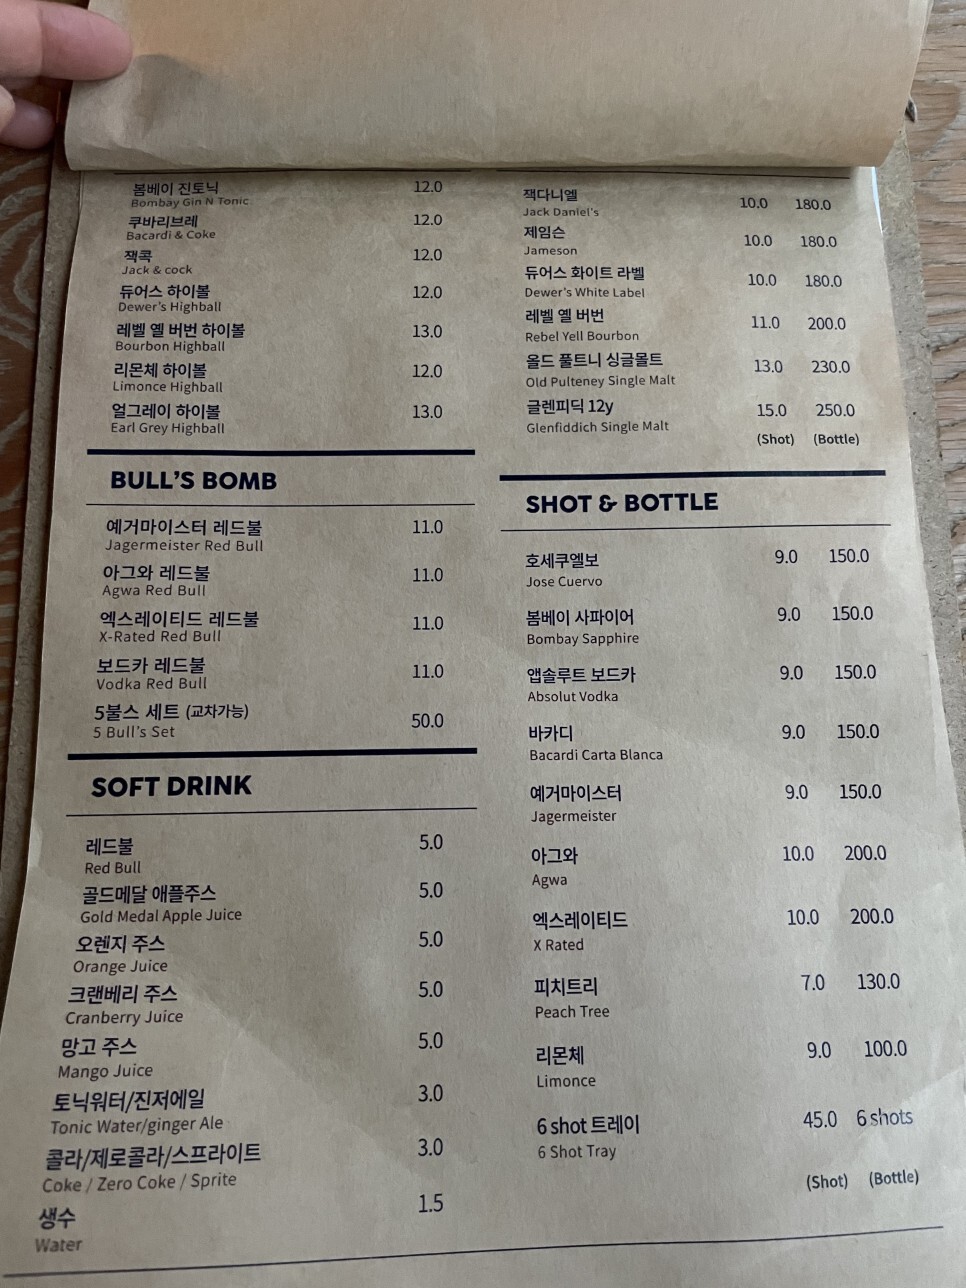 봄베이 진토닉 12.0
Bombay Gin N Tonic
쿠바리브레 12.0
Bacardi & Coke
잭콕 12.0
Jack & cock
듀어스 하이볼 12.0
Dewer's Highball
레벨 옐 버번 하이볼 13.0
Bourbon Highball
리몬체 하이볼 12.0
Limonce Highball
얼그레이 하이볼 13.0
Earl Grey Highball
BULL'S BOMB
예거마이스터 레드불 11.0
Jagermeister Red Bull
아그와 레드불 11.0
Agwa Red Bull
엑스레이티드 레드불 11.0
X-Rated Red Bull
보드카 레드불 11.0
Vodka Red Bull
5불스 세트 (교차가능) 50.0
5 Bull's Set
SOFT DRINK
레드불 5.0
Red Bull
골드메달 애플주스 5.0
Gold Medal Apple Juice
오렌지 주스 5.0
Orange Juice
크랜베리 주스 5.0
Cranberry Juice
망고 주스 5.0
Mango Juice
토닉워터/진저에일 3.0
Tonic Water/ginger Ale
콜라/제로콜라/스프라이트 3.0
Coke / Zero Coke / Sprite
생수 1.5
Water
잭다니엘 10.0 180.0
Jack Daniel's
제임슨 10.0 180.0
Jameson
듀어스 화이트 라벨 10.0 180.0
Dewer's White Label
레벨 옐 버번 11.0 200.0
Rebel Yell Bourbon
올드 풀트니 싱글몰트 13.0 230.0
Old Pulteney Single Malt
글렌피딕 12y 15.0 250.0
Glenfiddich Single Malt
(Shot) (Bottle)
SHOT & BOTTLE
호세쿠엘보 9.0 150.0
Jose Cuervo
봄베이 사파이어 9.0 150.0
Bombay Sapphire
앱솔루트 보드카 9.0 150.0
Absolut Vodka
바카디 9.0 150.0
Bacardi Carta Blanca
예거마이스터 9.0 150.0
Jagermeister
아그와 10.0 200.0
Agwa
엑스레이티드 10.0 200.0
X Rated
피치트리 7.0 130.0
Peach Tree
리몬체 9.0 100.0
Limonce
6 shot 트레이 45.0 6 shots
6 Shot Tray
(Shot) (Bottle)